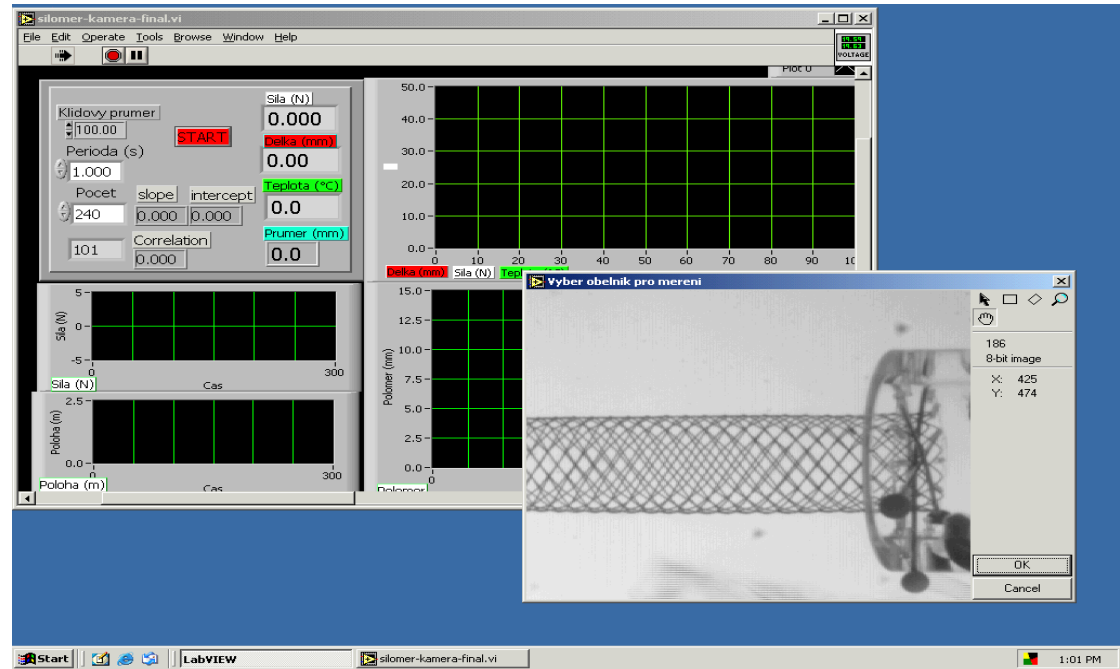 silomer-kamera-final.vi
File Edit Operate Tools Browse Window Help
19.59
19.63
VOLTAGE
Plot 0
Klidovy prumer
100.00
START
Perioda (s)
1.000
Pocet
240
slope intercept
0.000 0.000
101
Correlation
0.000
Sila (N)
0.000
Delka (mm)
0.00
Teplota (°C)
0.0
Prumer (mm)
0.0
50.0
40.0
30.0
20.0
10.0
0.0
0 10 20 30 40 50 60 70 80 90
Delka (mm) Sila (N)
5
0
-5
Sila (N)
0 300
Sila (N) Cas
2.5
0.0
Poloha (m)
0 300
Poloha (m) Cas
15.0
12.5
10.0
7.5
5.0
2.5
0.0
Polomer (mm)
Polomer
Vyber obelnik pro mereni
186
8-bit image
X: 425
Y: 474
OK
Cancel
Start LabVIEW silomer-kamera-final.vi 1:01 PM